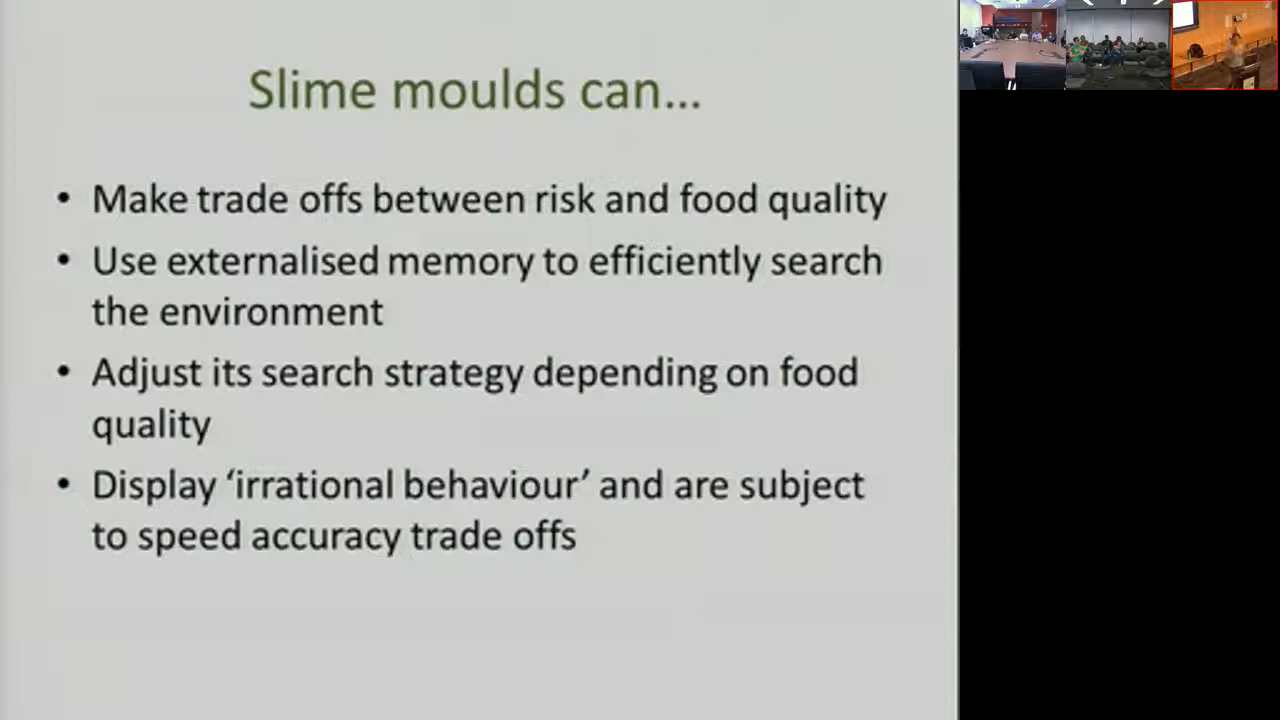 Slime moulds can...
• Make trade offs between risk and food quality
• Use externalised memory to efficiently search
the environment
• Adjust its search strategy depending on food
quality
• Display ‘irrational behaviour’ and are subject
to speed accuracy trade offs